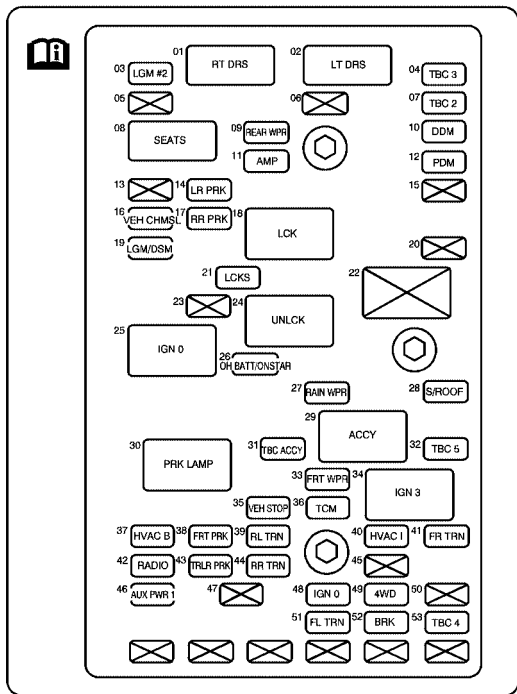 01 RT DRS 02 LT DRS
03 LGM #2 04 TBC 3
05 06 07 TBC 2
08 SEATS 09 REAR WPR 10 DDM
11 AMP 12 PDM
13 14 LR PRK 15
16 VEH CHMSL 17 RR PRK 18 LCK
19 LGM/DSM 20
21 LCKS 22
23 24 UNLCK
25 IGN 0
26 OH BATT/ONSTAR
27 RAIN WPR 28 S/ROOF
29 ACCY
30 PRK LAMP 31 TBC ACCY 32 TBC 5
33 FRT WPR 34 IGN 3
35 VEH STOP 36 TCM
37 HVAC B 38 FRT PRK 39 RL TRN 40 HVAC I 41 FR TRN
42 RADIO 43 TRLR PRK 44 RR TRN 45
46 AUX PWR 1 47 48 IGN 0 49 4WD 50
51 FL TRN 52 BRK 53 TBC 4